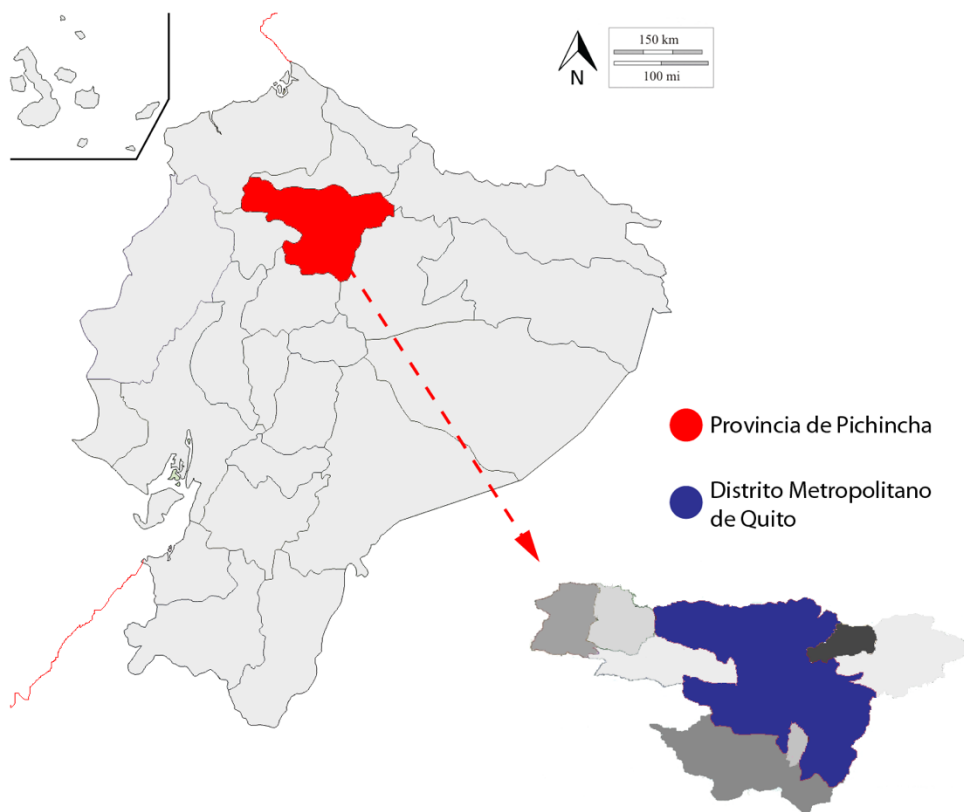 150 km
100 mi
N
Provincia de Pichincha
Distrito Metropolitano
de Quito